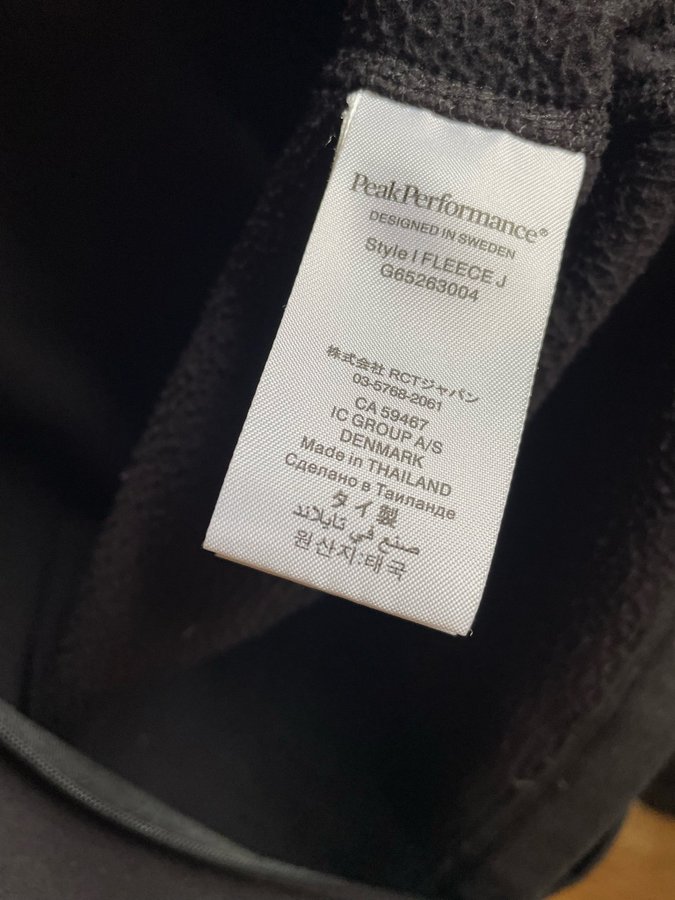 PeakPerformance®
DESIGNED IN SWEDEN
Style I FLEECE J
G65263004
株式会社 RCTジャパン
03-5768-2061
CA 59467
IC GROUP A/S
DENMARK
Made in THAILAND
Сделано в Таиланде
タイ製
صنع في تايلاند
원산지:태국